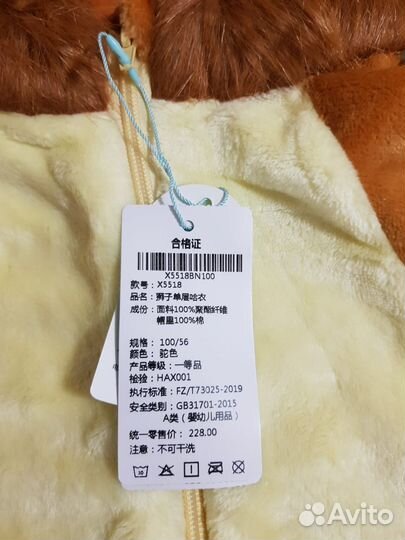 合格证
X5518BN100
款号：X5518
品名：狮子单层哈衣
成份：面料100%聚酯纤维
帽里100%棉
规格：100/56
颜色：驼色
产品等级：一等品
检验：HAX001
执行标准：FZ/T73025-2019
安全类别：GB31701-2015
A类（婴幼儿用品）
统一零售价：228.00
注意：不可干洗
Avito